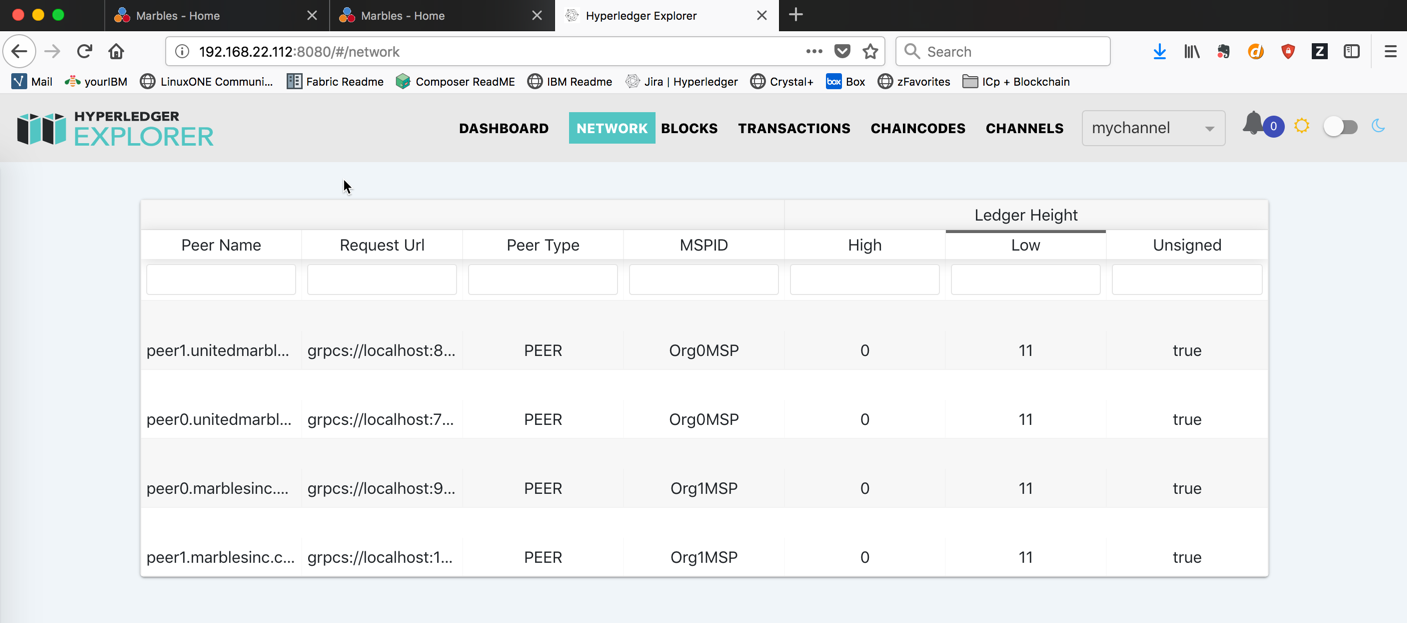 Marbles - Home
Marbles - Home
Hyperledger Explorer
192.168.22.112:8080/#/network
Search
Mail yourIBM LinuxONE Communi... Fabric Readme Composer ReadME IBM Readme Jira | Hyperledger Crystal+ Box zFavorites ICp + Blockchain
HYPERLEDGER
EXPLORER
DASHBOARD NETWORK BLOCKS TRANSACTIONS CHAINCODES CHANNELS mychannel 0
Ledger Height
Peer Name Request Url Peer Type MSPID High Low Unsigned
peer1.unitedmarbl... grpcs://localhost:8... PEER Org0MSP 0 11 true
peer0.unitedmarbl... grpcs://localhost:7... PEER Org0MSP 0 11 true
peer0.marblesinc.... grpcs://localhost:9... PEER Org1MSP 0 11 true
peer1.marblesinc.c... grpcs://localhost:1... PEER Org1MSP 0 11 true